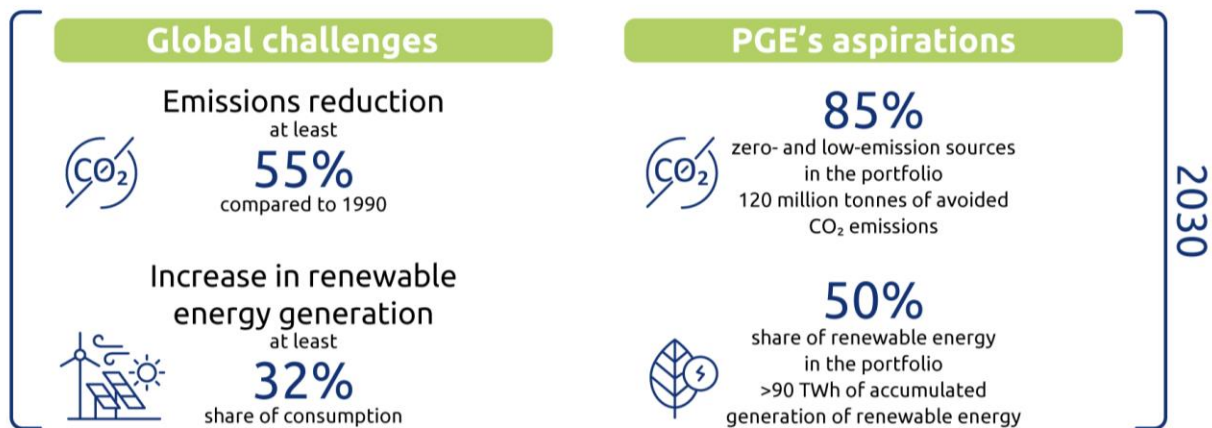 Global challenges
Emissions reduction
at least
55%
compared to 1990
CO₂
Increase in renewable
energy generation
at least
32%
share of consumption
PGE's aspirations
85%
zero- and low-emission sources
in the portfolio
120 million tonnes of avoided
CO₂ emissions
CO₂
50%
share of renewable energy
in the portfolio
>90 TWh of accumulated
generation of renewable energy
2030